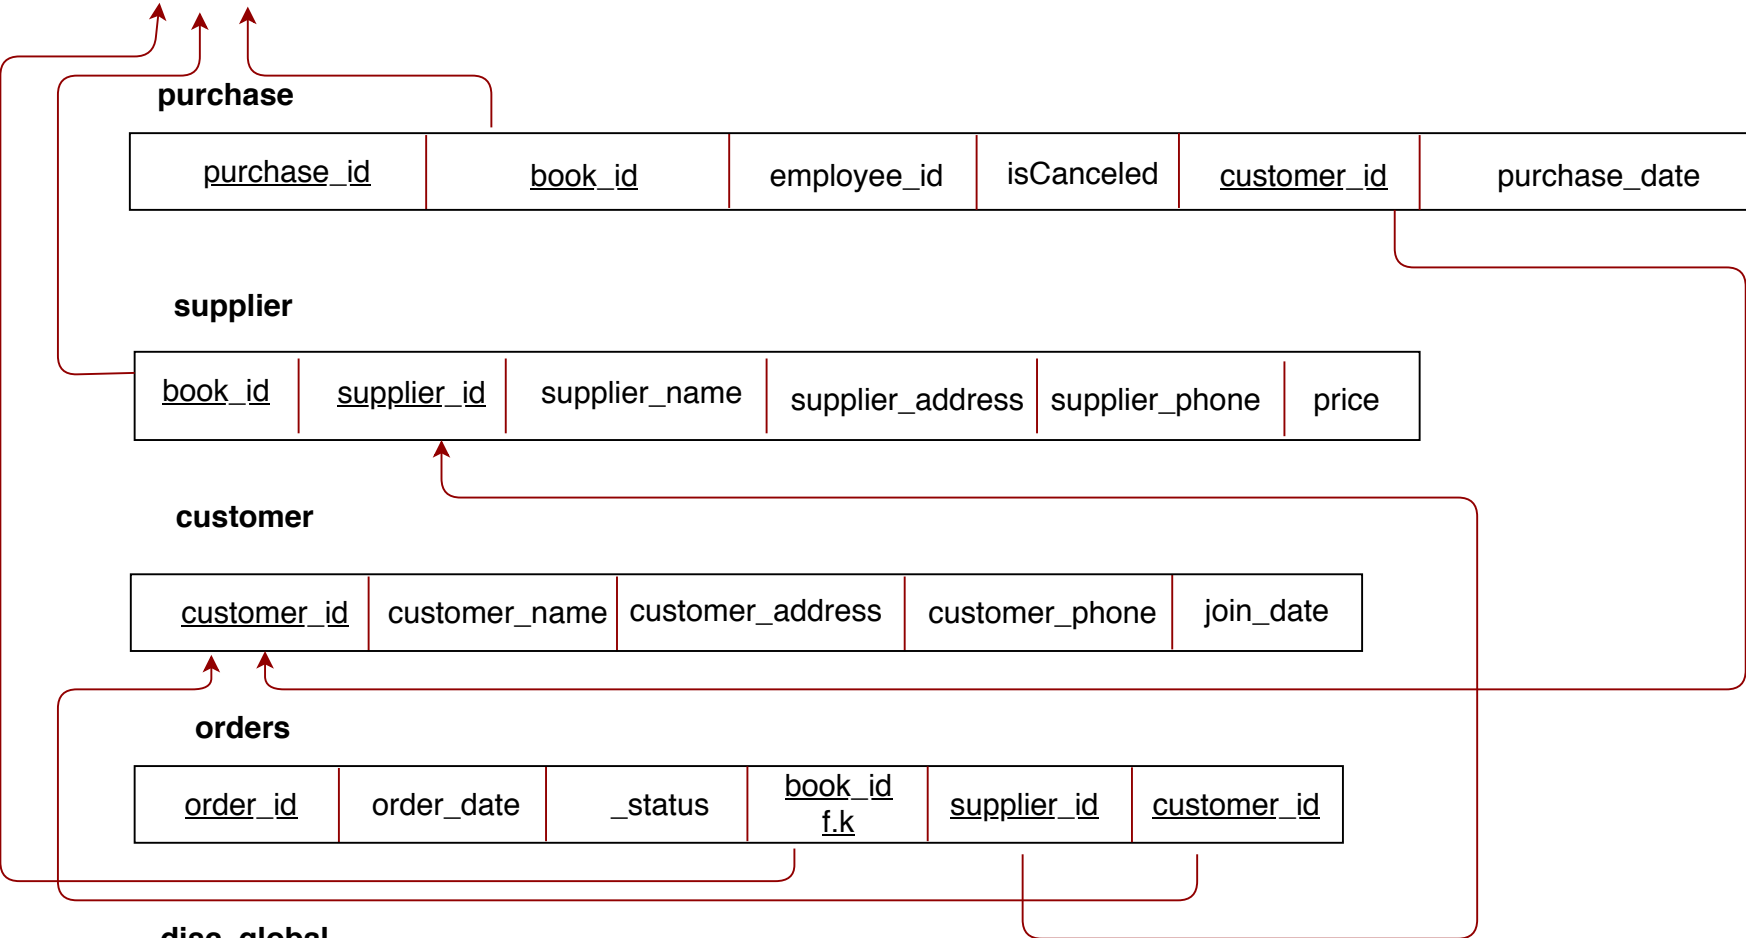 purchase
purchase_id book_id employee_id isCanceled customer_id purchase_date
supplier
book_id supplier_id supplier_name supplier_address supplier_phone price
customer
customer_id customer_name customer_address customer_phone join_date
orders
order_id order_date _status book_id f.k supplier_id customer_id